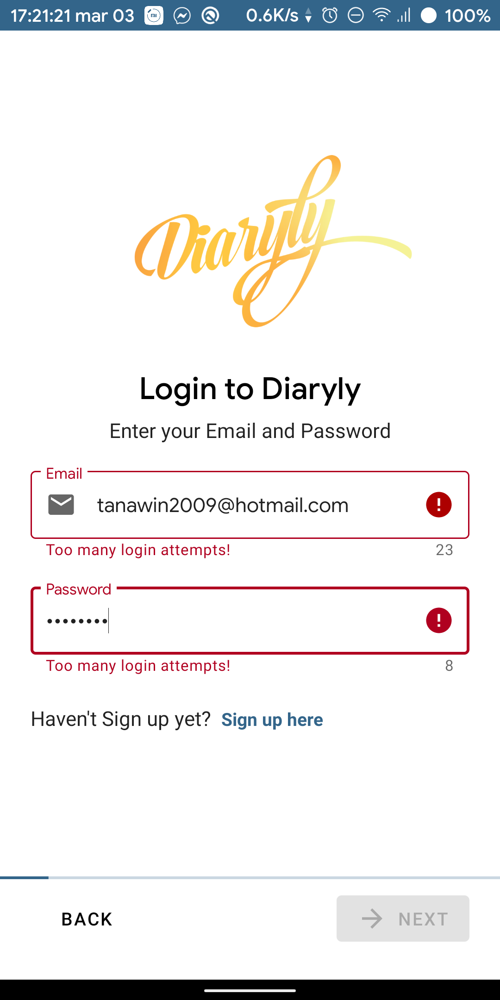 17:21:21 mar 03 0.6K/s 100%
Diaryly
Login to Diaryly
Enter your Email and Password
Email
tanawin2009@hotmail.com
Too many login attempts! 23
Password
••••••••
Too many login attempts! 8
Haven't Sign up yet? Sign up here
BACK NEXT